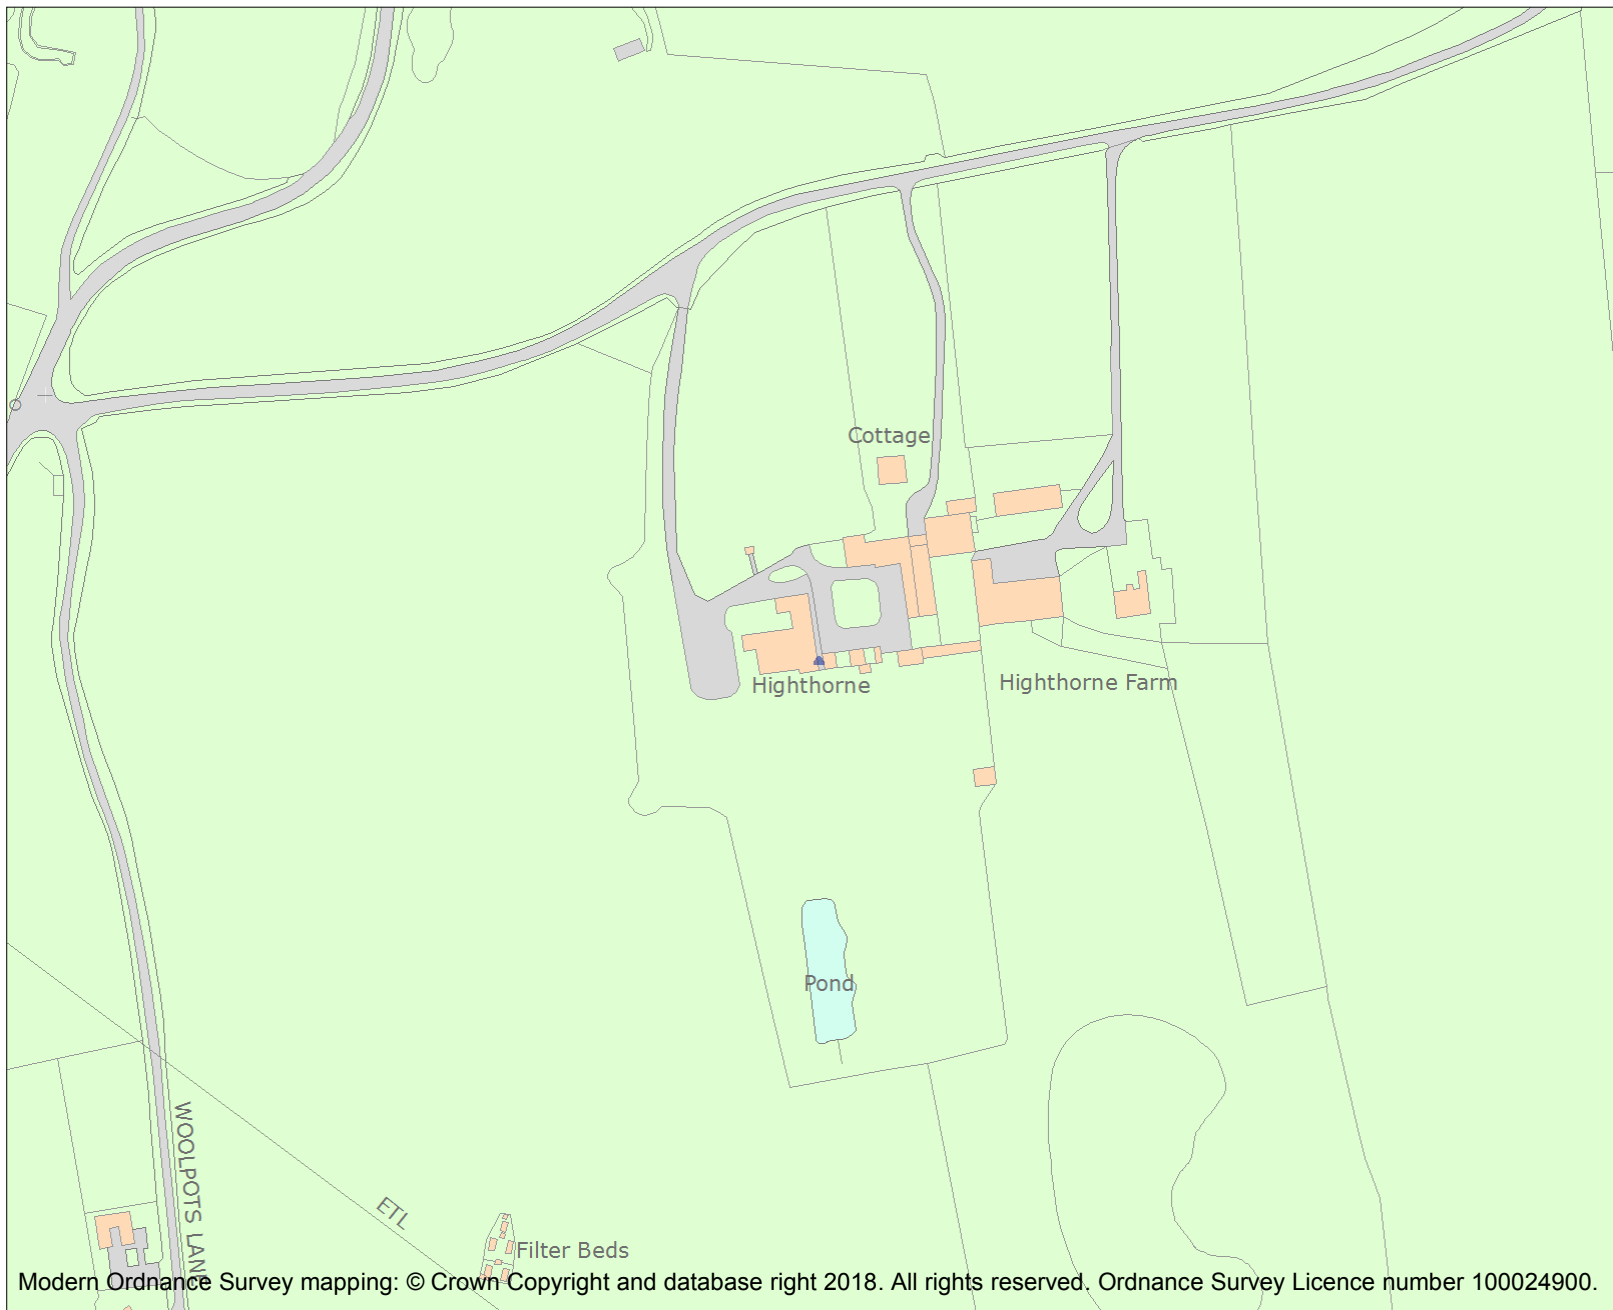 Cottage
Highthorne
Highthorne Farm
Pond
WOOLPOTS LANE
ETL
Filter Beds
Modern Ordnance Survey mapping: © Crown Copyright and database right 2018. All rights reserved. Ordnance Survey Licence number 100024900.